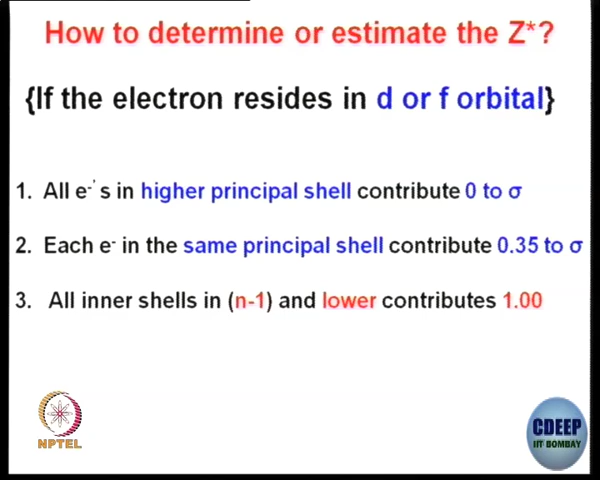 How to determine or estimate the Z*?
{If the electron resides in d or f orbital}
1. All e-'s in higher principal shell contribute 0 to σ
2. Each e- in the same principal shell contribute 0.35 to σ
3. All inner shells in (n-1) and lower contributes 1.00
NPTEL
CDEEP
IIT BOMBAY